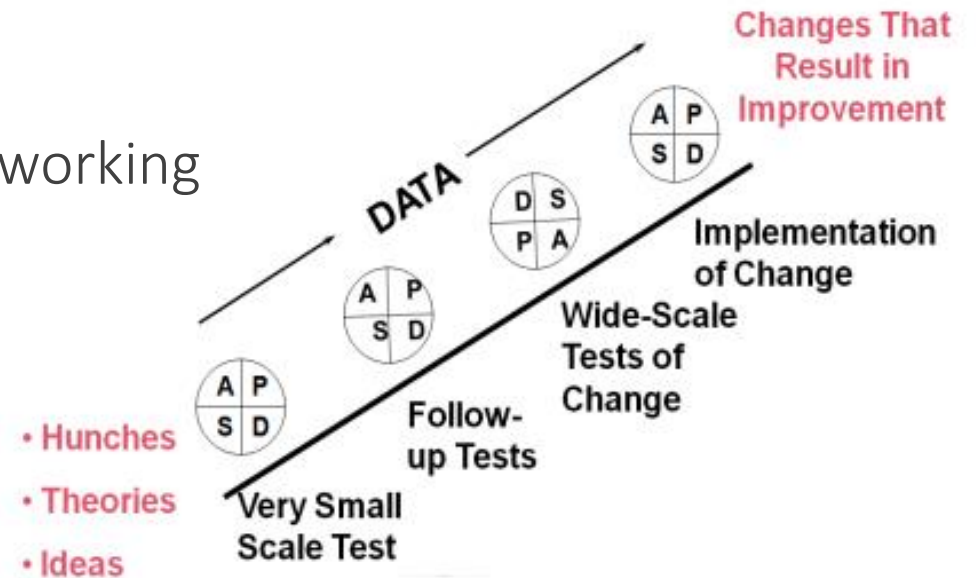 Changes That
Result in
Improvement
working
DATA
A P
S D
D S
P A
A P
S D
A P
S D
Implementation
of Change
Wide-Scale
Tests of
Change
Follow-
up Tests
Very Small
Scale Test
• Hunches
• Theories
• Ideas